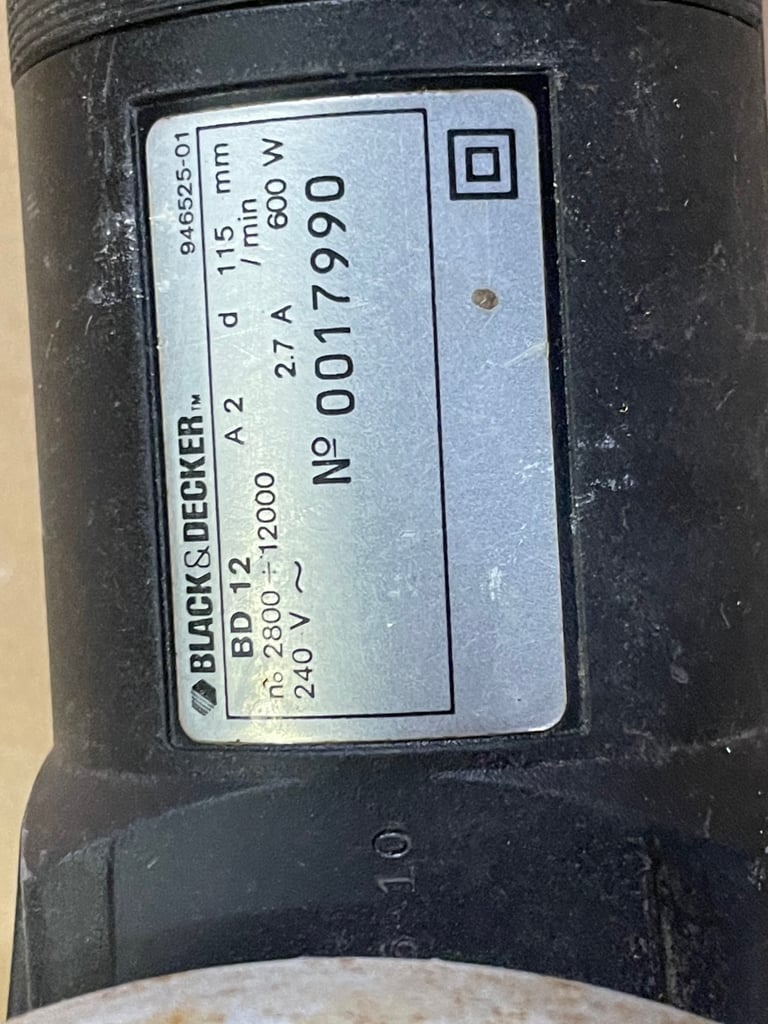 946525-01
BLACK & DECKER™
BD 12 A 2 d 115 mm
n₀ 2800 ÷ 12000 /min
240 V ~ 2.7 A 600 W
Nº 0017990
10